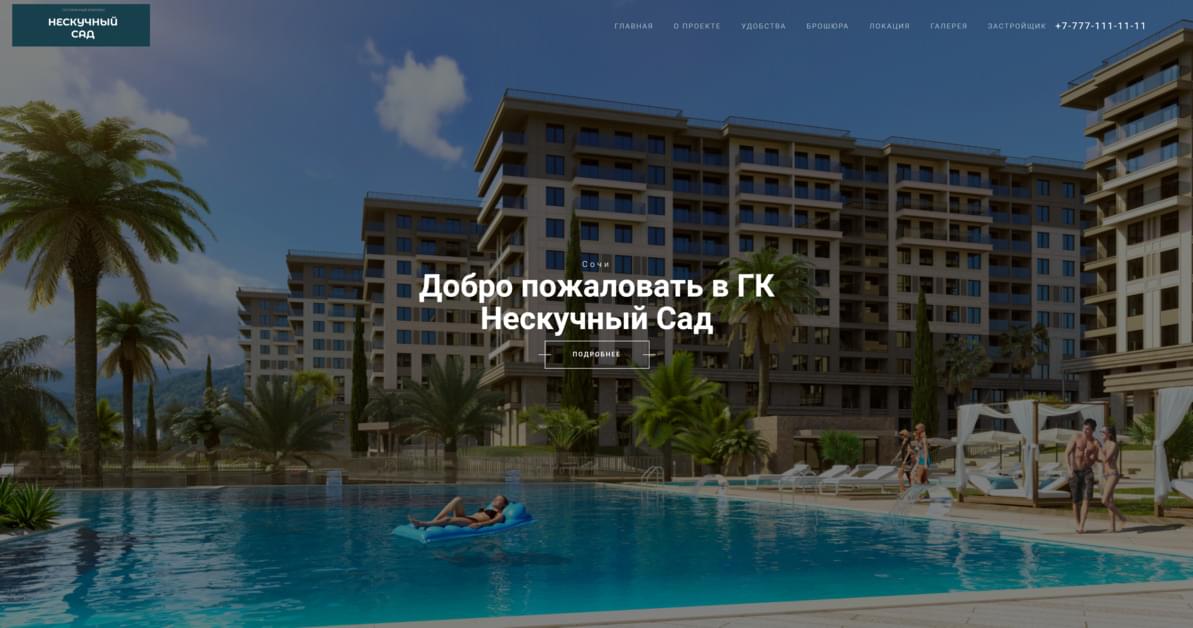 НЕСКУЧНЫЙ
САД
ГЛАВНАЯ О ПРОЕКТЕ УДОБСТВА БРОШЮРА ЛОКАЦИЯ ГАЛЕРЕЯ ЗАСТРОЙЩИК +7-777-111-11-11
Сочи
Добро пожаловать в ГК
Нескучный Сад
ПОДРОБНЕЕ